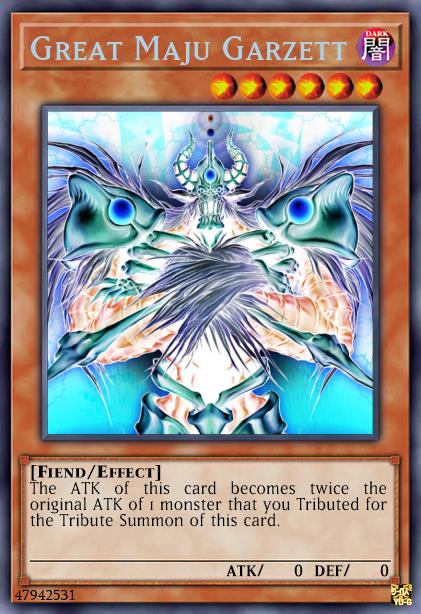 GREAT MAJU GARZETT
DARK
闇
[FIEND/EFFECT]
The ATK of this card becomes twice the
original ATK of 1 monster that you Tributed for
the Tribute Summon of this card.
ATK/ 0 DEF/ 0
47942531